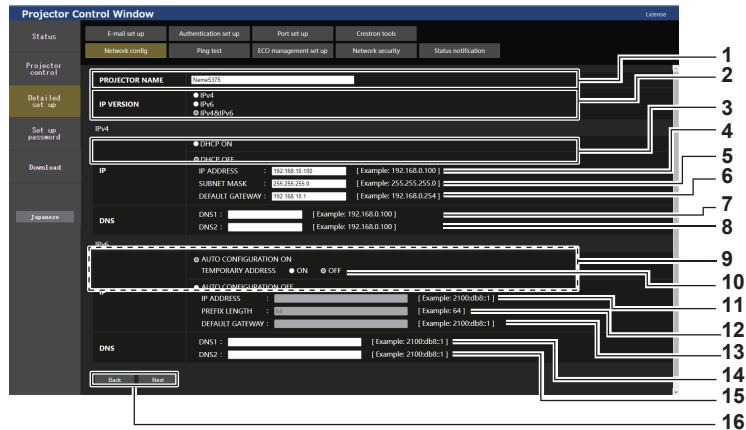 Projector Control Window
License
Status
Projector
control
Detailed
set up
Set up
password
Download
Japanese
E-mail set up
Authentication set up
Port set up
Crestron tools
Network config
Ping test
ECO management set up
Network security
Status notification
PROJECTOR NAME
Name5375
IP VERSION
IPv4
IPv6
IPv4&IPv6
IPv4
DHCP ON
DHCP OFF
IP
IP ADDRESS : 192.168.10.100 [ Example: 192.168.0.100 ]
SUBNET MASK : 255.255.255.0 [ Example: 255.255.255.0 ]
DEFAULT GATEWAY : 192.168.10.1 [ Example: 192.168.0.254 ]
DNS
DNS1 : [ Example: 192.168.0.100 ]
DNS2 : [ Example: 192.168.0.100 ]
IPv6
AUTO CONFIGURATION ON
TEMPORARY ADDRESS ON OFF
AUTO CONFIGURATION OFF
IP
IP ADDRESS : [ Example: 2100:db8::1 ]
PREFIX LENGTH : 64 [ Example: 64 ]
DEFAULT GATEWAY : [ Example: 2100:db8::1 ]
DNS
DNS1 : [ Example: 2100:db8::1 ]
DNS2 : [ Example: 2100:db8::1 ]
Back Next
1
2
3
4
5
6
7
8
9
10
11
12
13
14
15
16